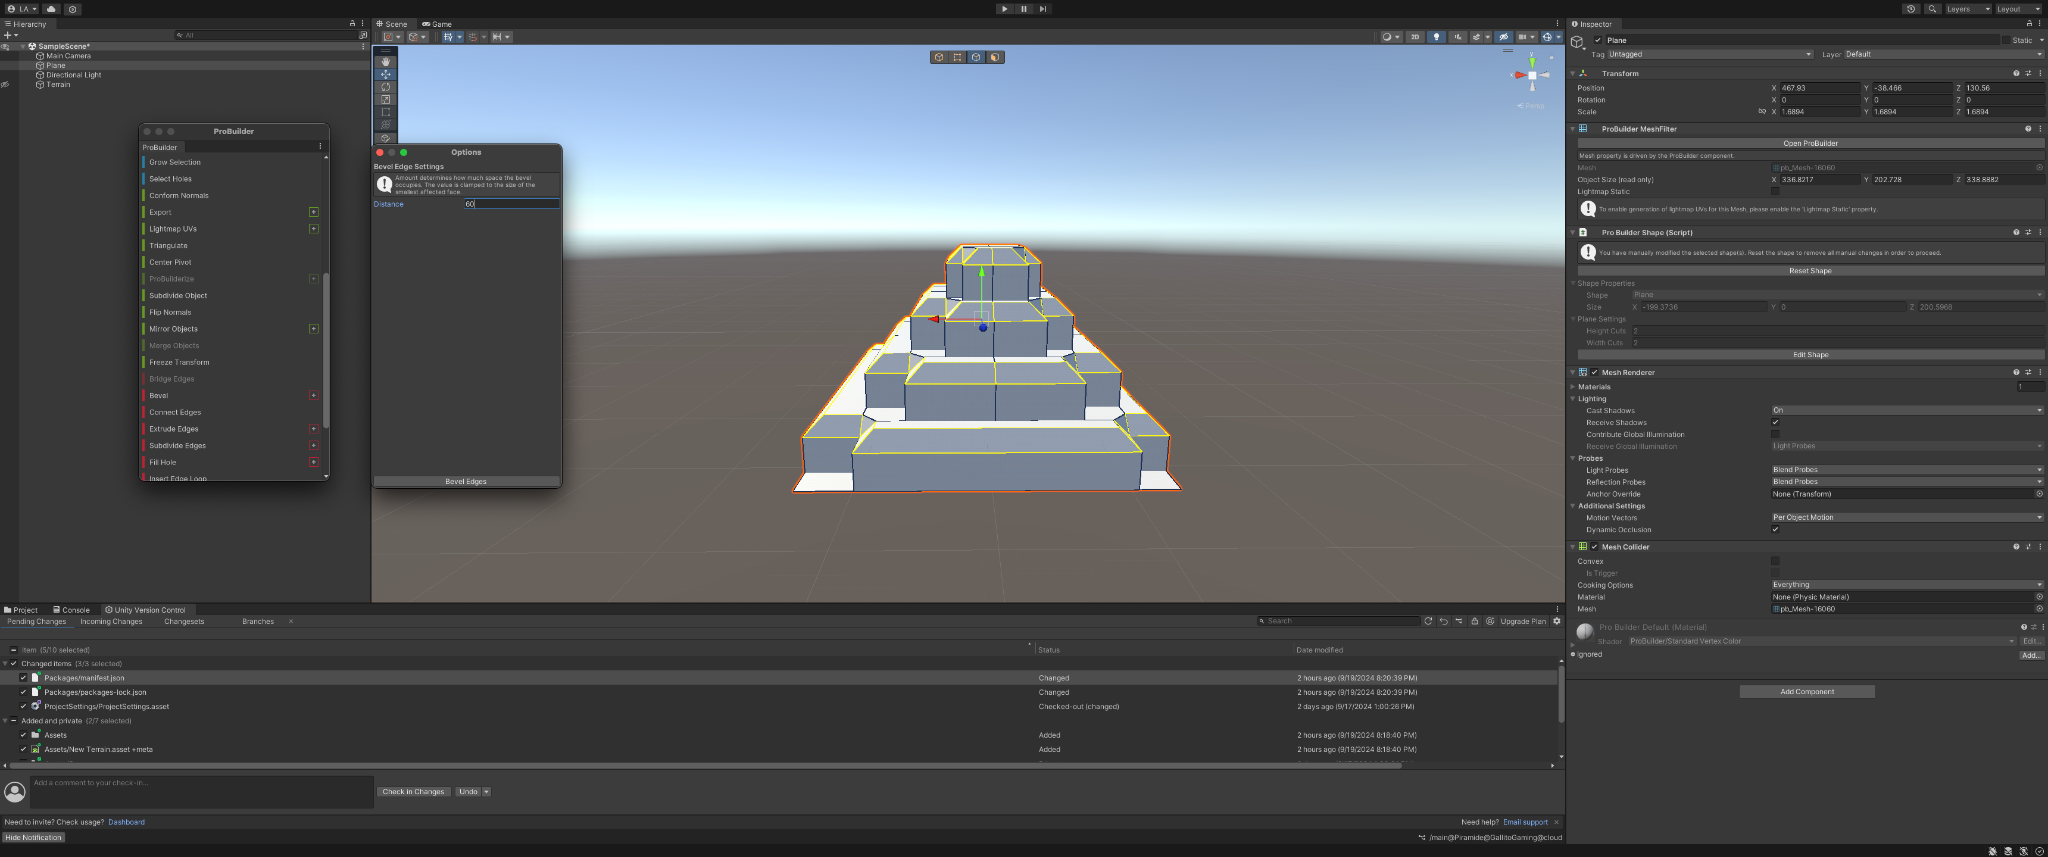 LA
Layers
Layout
Hierarchy
All
SampleScene*
Main Camera
Plane
Directional Light
Terrain
ProBuilder
ProBuilder
Grow Selection
Select Holes
Conform Normals
Export
Lightmap UVs
Triangulate
Center Pivot
ProBuilderize
Subdivide Object
Flip Normals
Mirror Objects
Merge Objects
Freeze Transform
Bridge Edges
Bevel
Connect Edges
Extrude Edges
Subdivide Edges
Fill Hole
Insert Edge Loop
Scene
Game
2D
y
Persp
Options
Bevel Edge Settings
Amount determines how much space the bevel
occupies. The value is clamped to the size of the
smallest affected face.
Distance 60
Bevel Edges
Inspector
Plane Static
Tag Untagged Layer Default
Transform
Position X 467.93 Y -38.466 Z 130.56
Rotation X 0 Y 0 Z 0
Scale X 1.6894 Y 1.6894 Z 1.6894
ProBuilder MeshFilter
Open ProBuilder
Mesh property is driven by the ProBuilder component.
Mesh pb_Mesh-16060
Object Size (read only) X 336.8217 Y 202.728 Z 338.8882
Lightmap Static
To enable generation of lightmap UVs for this Mesh, please enable the 'Lightmap Static' property.
Pro Builder Shape (Script)
You have manually modified the selected shape(s). Reset the shape to remove all manual changes in order to proceed.
Reset Shape
Shape Properties
Shape Plane
Size X -199.3736 Y 0 Z 200.5968
Plane Settings
Height Cuts 2
Width Cuts 2
Edit Shape
Mesh Renderer
Materials 1
Lighting
Cast Shadows On
Receive Shadows
Contribute Global Illumination
Receive Global Illumination Light Probes
Probes
Light Probes Blend Probes
Reflection Probes Blend Probes
Anchor Override None (Transform)
Additional Settings
Motion Vectors Per Object Motion
Dynamic Occlusion
Mesh Collider
Convex
Is Trigger
Cooking Options Everything
Material None (Physic Material)
Mesh pb_Mesh-16060
Pro Builder Default (Material)
Shader ProBuilder/Standard Vertex Color Edit...
Ignored
Add...
Add Component
Project
Console
Unity Version Control
Pending Changes
Incoming Changes
Changesets
Branches
Search
Upgrade Plan
Item (5/10 selected) Status Date modified
Changed items (3/3 selected)
Packages/manifest.json Changed 2 hours ago (9/19/2024 8:20:39 PM)
Packages/packages-lock.json Changed 2 hours ago (9/19/2024 8:20:39 PM)
ProjectSettings/ProjectSettings.asset Checked-out (changed) 2 days ago (9/17/2024 1:00:26 PM)
Added and private (2/7 selected)
Assets Added 2 hours ago (9/19/2024 8:18:40 PM)
Assets/New Terrain.asset +meta Added 2 hours ago (9/19/2024 8:18:40 PM)
Add a comment to your check-in...
Check in Changes
Undo
Need to invite? Check usage? Dashboard
Need help? Email support
Hide Notification
/main@Piramide@GallitoGaming@cloud